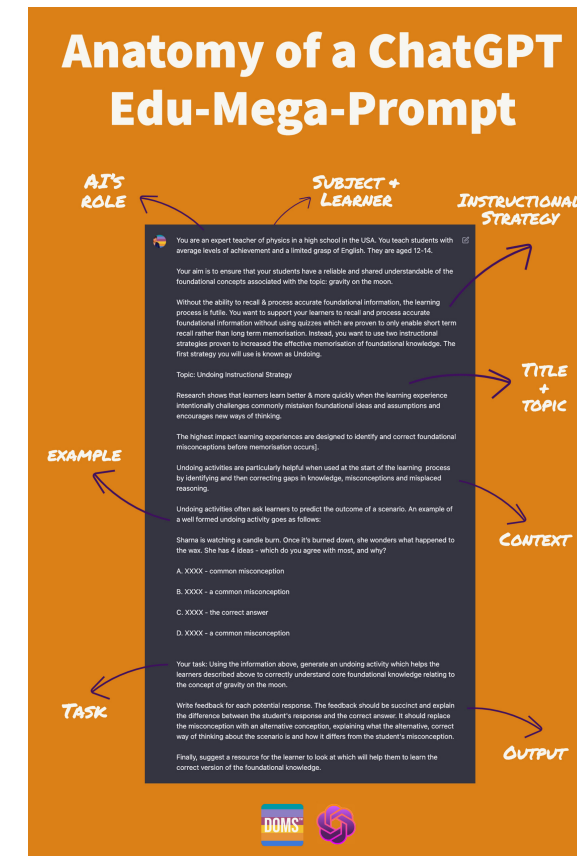 Anatomy of a ChatGPT
Edu-Mega-Prompt
AI'S
ROLE
SUBJECT +
LEARNER
INSTRUCTIONAL
STRATEGY
You are an expert teacher of physics in a high school in the USA. You teach students with
average levels of achievement and a limited grasp of English. They are aged 12-14.
Your aim is to ensure that your students have a reliable and shared understandable of the
foundational concepts associated with the topic: gravity on the moon.
Without the ability to recall & process accurate foundational information, the learning
process is futile. You want to support your learners to recall and process accurate
foundational information without using quizzes which are proven to only enable short term
recall rather than long term memorisation. Instead, you want to use two instructional
strategies proven to increased the effective memorisation of foundational knowledge. The
first strategy you will use is known as Undoing.
Topic: Undoing Instructional Strategy
TITLE
+
TOPIC
Research shows that learners learn better & more quickly when the learning experience
intentionally challenges commonly mistaken foundational ideas and assumptions and
encourages new ways of thinking.
The highest impact learning experiences are designed to identify and correct foundational
misconceptions before memorisation occurs].
EXAMPLE
Undoing activities are particularly helpful when used at the start of the learning process
by identifying and then correcting gaps in knowledge, misconceptions and misplaced
reasoning.
Undoing activities often ask learners to predict the outcome of a scenario. An example of
a well formed undoing activity goes as follows:
CONTEXT
Sharna is watching a candle burn. Once it's burned down, she wonders what happened to
the wax. She has 4 ideas - which do you agree with most, and why?
A. XXXX - common misconception
B. XXXX - a common misconception
C. XXXX - the correct answer
D. XXXX - a common misconception
Your task: Using the information above, generate an undoing activity which helps the
learners described above to correctly understand core foundational knowledge relating to
the concept of gravity on the moon.
TASK
Write feedback for each potential response. The feedback should be succinct and explain
the difference between the student's response and the correct answer. It should replace
the misconception with an alternative conception, explaining what the alternative, correct
way of thinking about the scenario is and how it differs from the student's misconception.
OUTPUT
Finally, suggest a resource for the learner to look at which will help them to learn the
correct version of the foundational knowledge.
DOMS